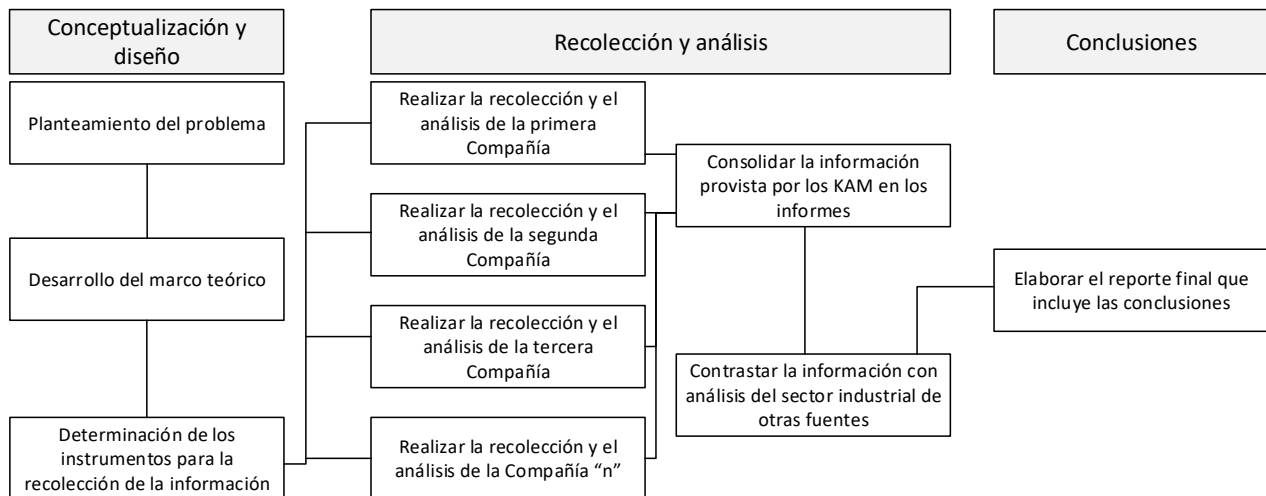 Conceptualización y
diseño
Recolección y análisis
Conclusiones
Planteamiento del problema
Desarrollo del marco teórico
Determinación de los
instrumentos para la
recolección de la información
Realizar la recolección y el
análisis de la primera
Compañía
Realizar la recolección y el
análisis de la segunda
Compañía
Realizar la recolección y el
análisis de la tercera
Compañía
Realizar la recolección y el
análisis de la Compañía “n”
Consolidar la información
provista por los KAM en los
informes
Contrastar la información con
análisis del sector industrial de
otras fuentes
Elaborar el reporte final que
incluye las conclusiones